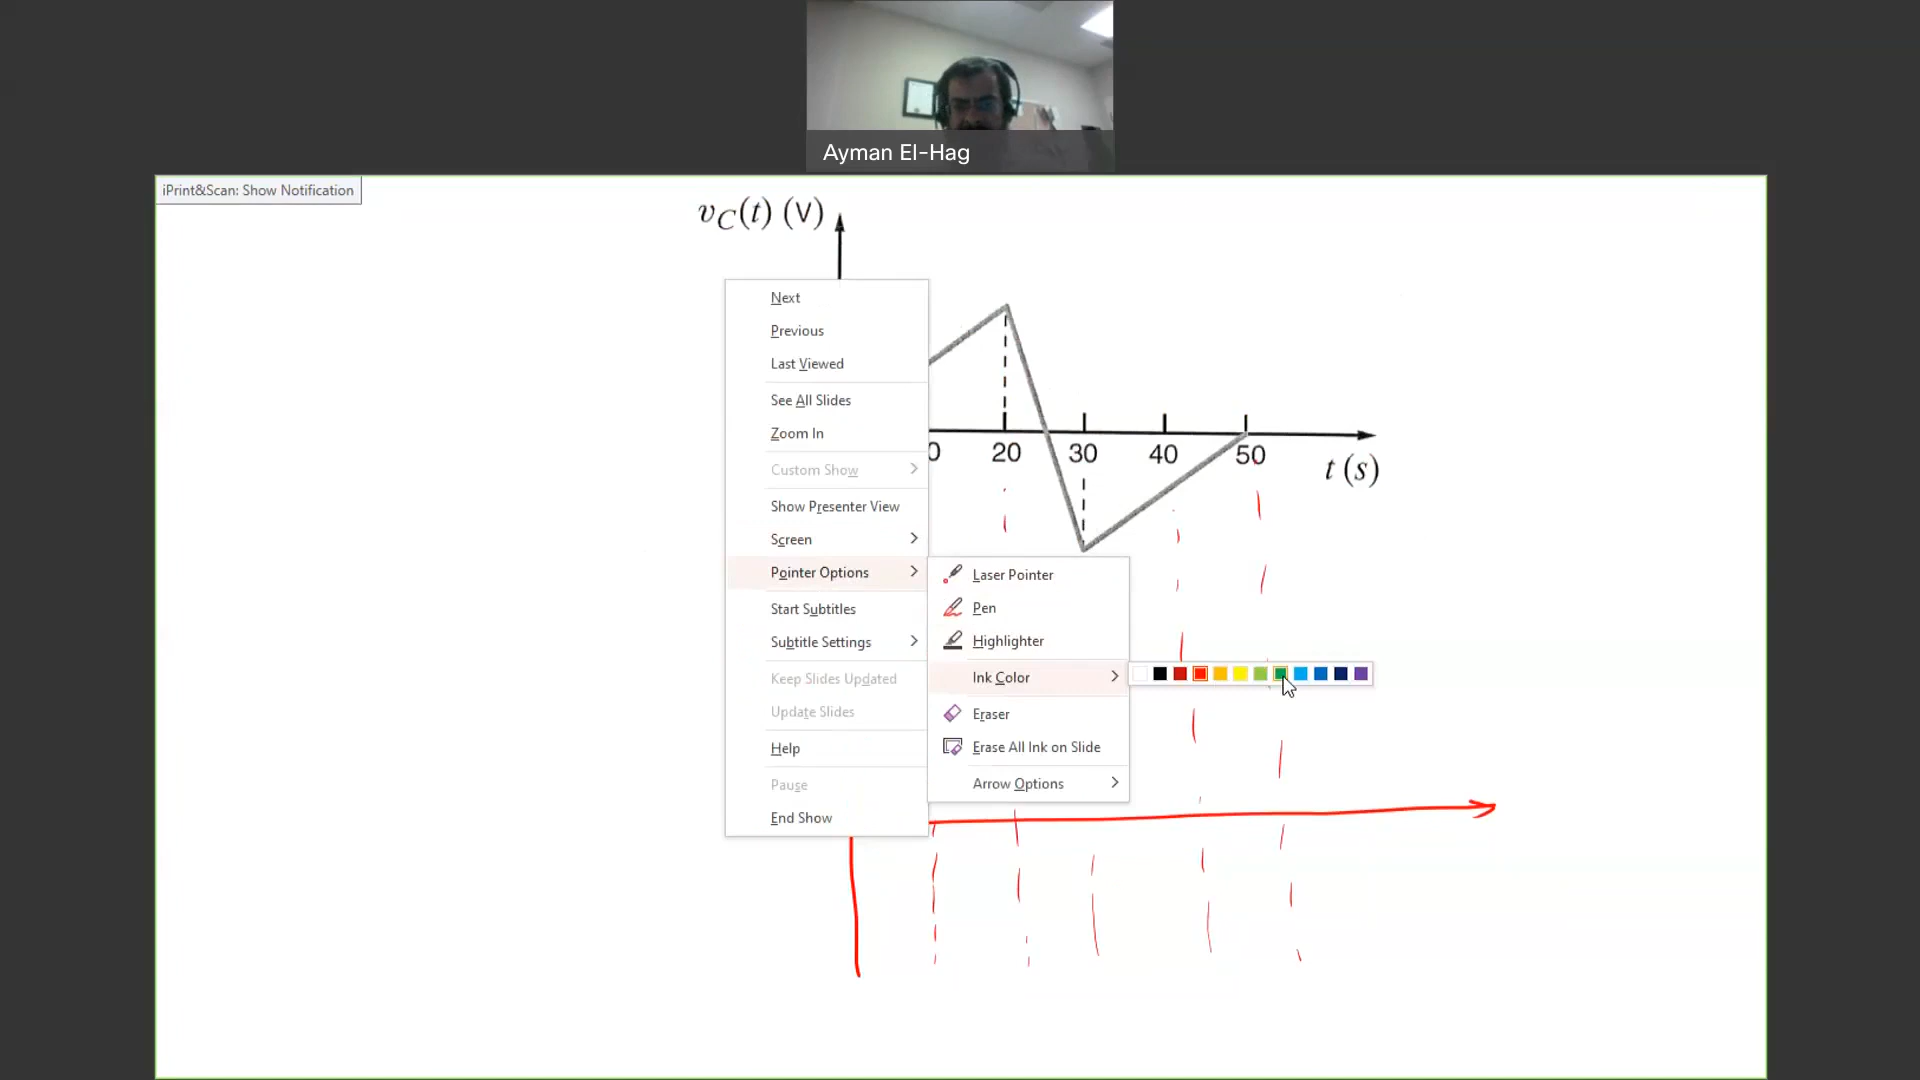 Ayman El-Hag
iPrint&Scan: Show Notification
v_C(t) (V)
Next
Previous
Last Viewed
See All Slides
Zoom In
Custom Show
Show Presenter View
Screen
Pointer Options
Start Subtitles
Subtitle Settings
Keep Slides Updated
Update Slides
Help
Pause
End Show
Laser Pointer
Pen
Highlighter
Ink Color
Eraser
Erase All Ink on Slide
Arrow Options
0 20 30 40 50
t (s)